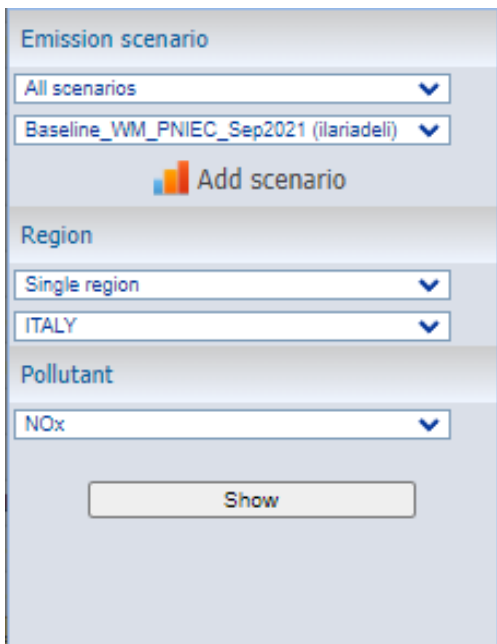 Emission scenario
All scenarios
Baseline_WM_PNIEC_Sep2021 (ilariadeli)
Add scenario
Region
Single region
ITALY
Pollutant
NOx
Show